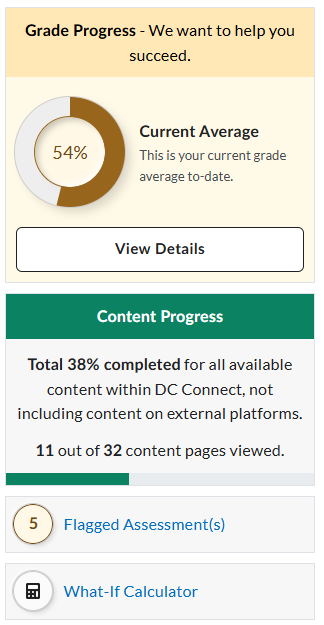 Grade Progress - We want to help you
succeed.
54%
Current Average
This is your current grade
average to-date.
View Details
Content Progress
Total 38% completed for all available
content within DC Connect, not
including content on external platforms.
11 out of 32 content pages viewed.
5
Flagged Assessment(s)
What-If Calculator